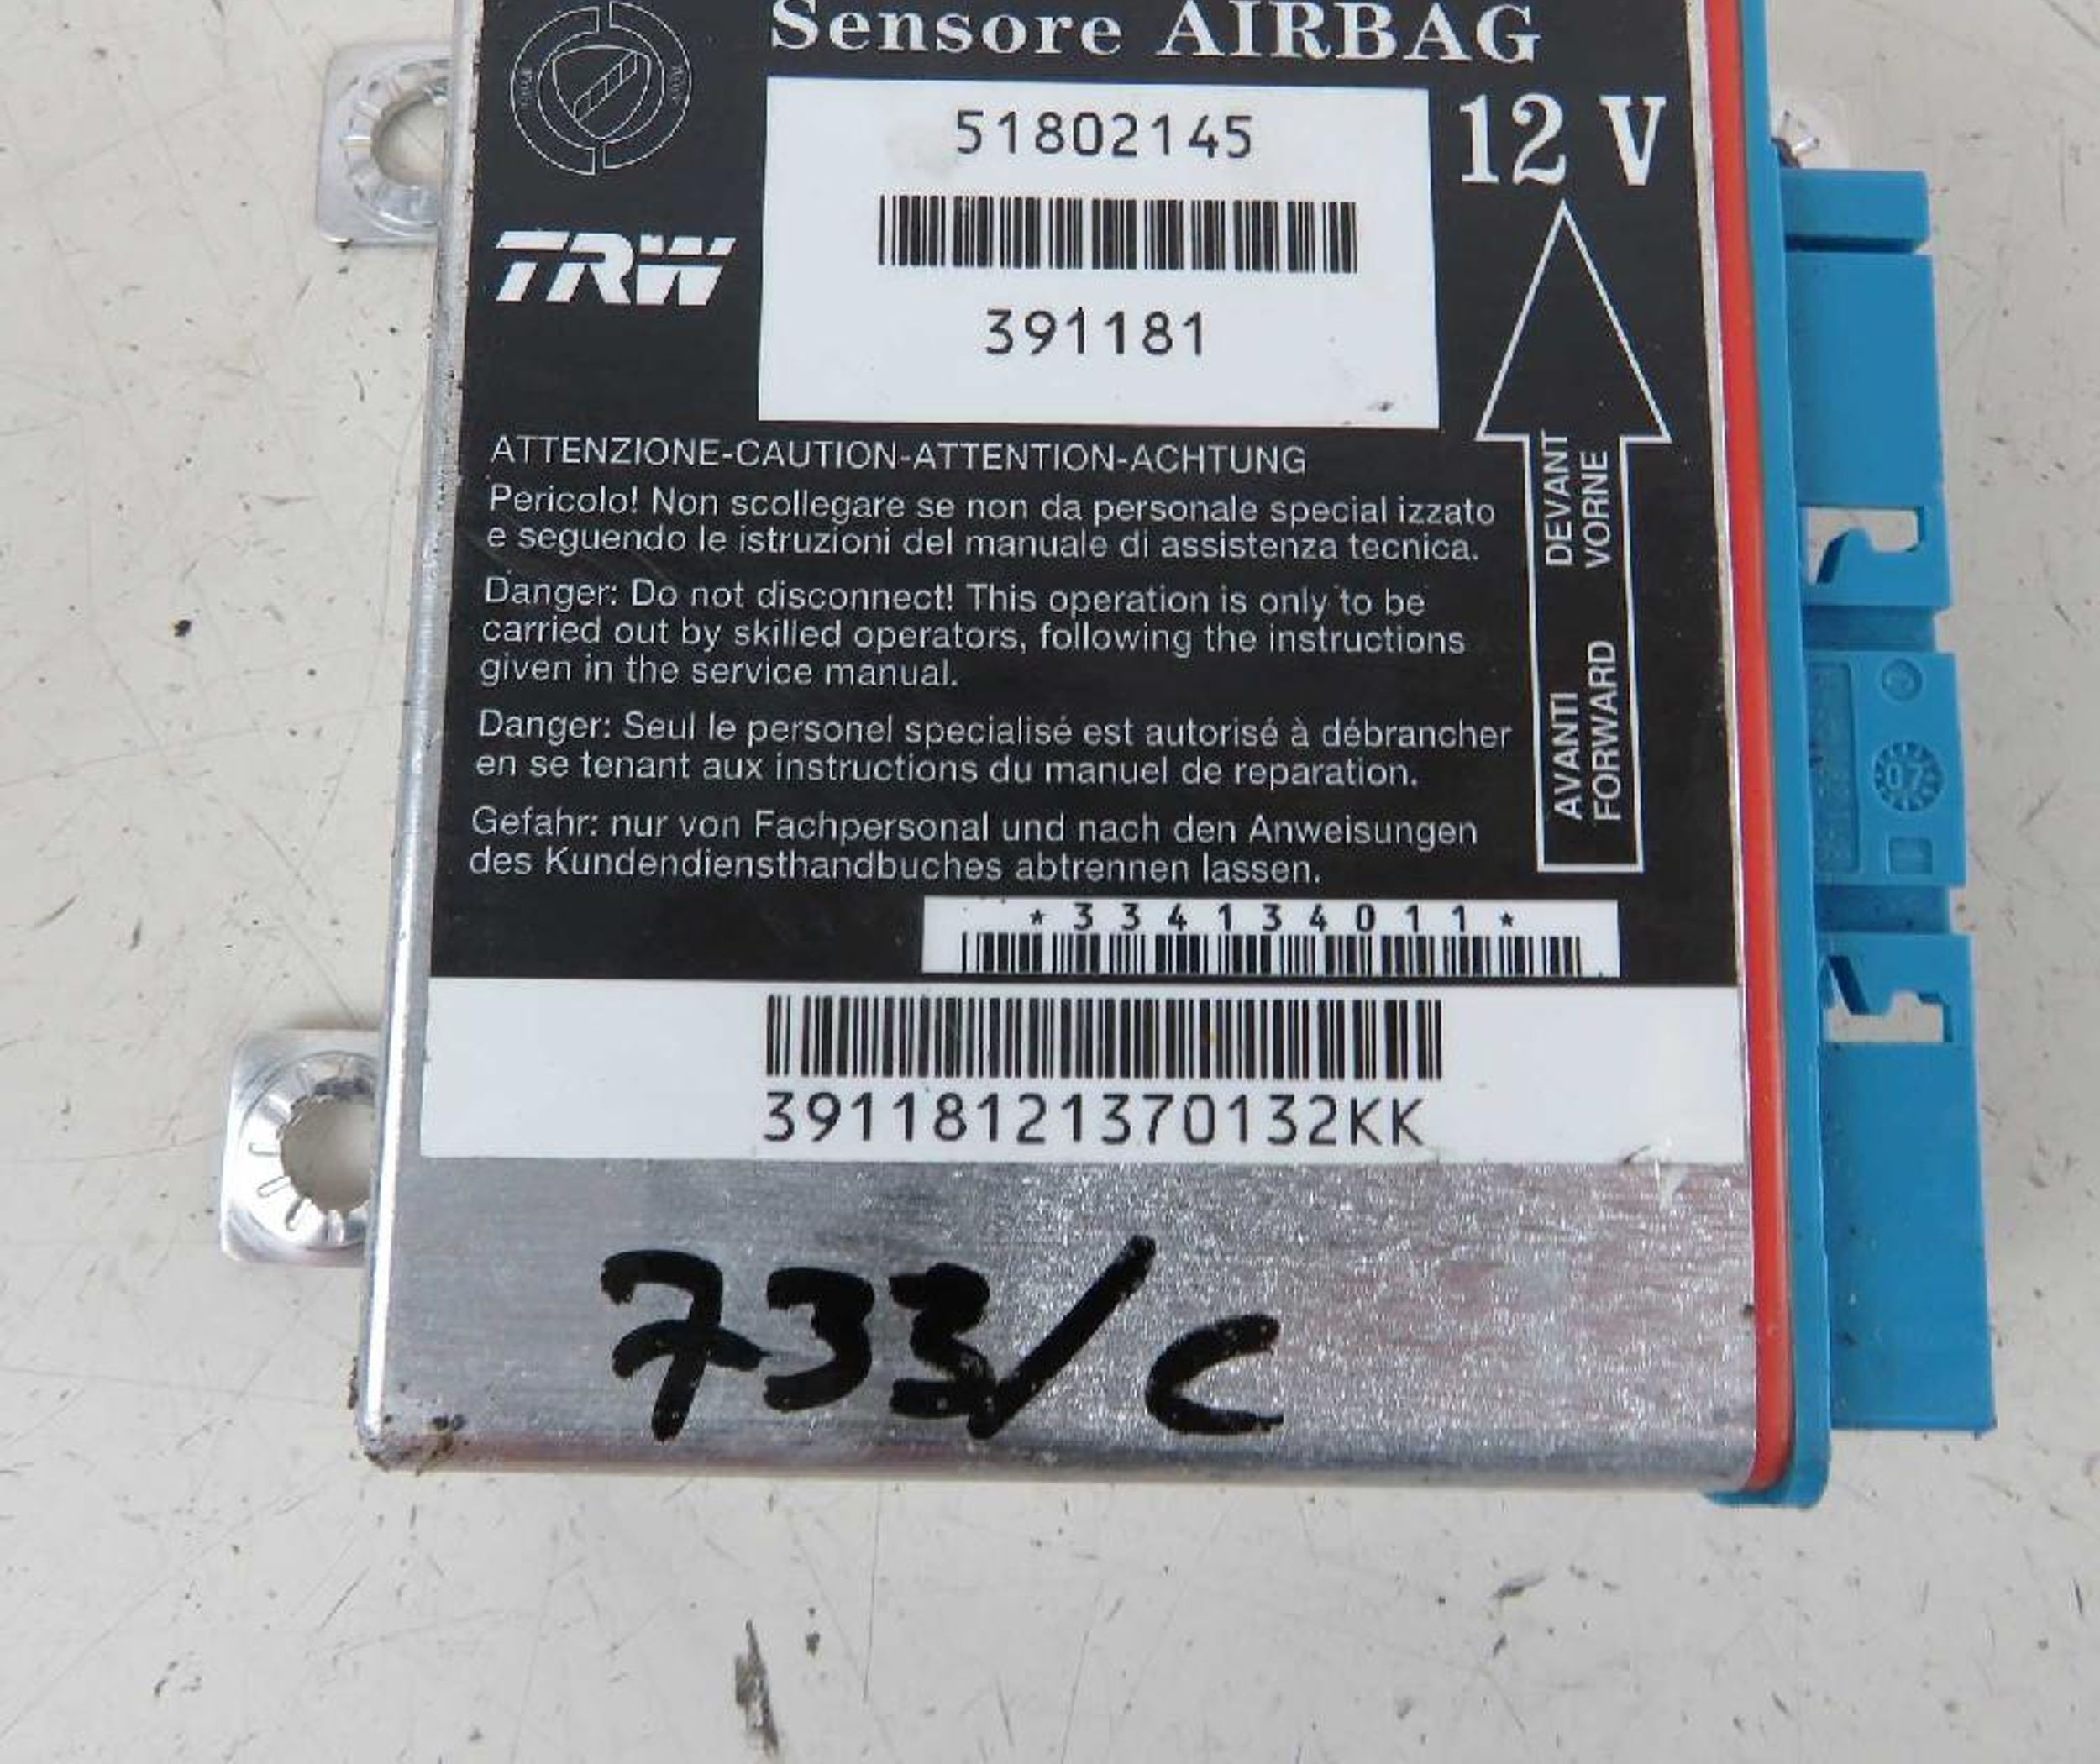 Sensore AIRBAG
12 V
51802145
TRW
391181
ATTENZIONE-CAUTION-ATTENTION-ACHTUNG
Pericolo! Non scollegare se non da personale special izzato
e seguendo le istruzioni del manuale di assistenza tecnica.
Danger: Do not disconnect! This operation is only to be
carried out by skilled operators, following the instructions
given in the service manual.
Danger: Seul le personel specialisé est autorisé à débrancher
en se tenant aux instructions du manuel de reparation.
Gefahr: nur von Fachpersonal und nach den Anweisungen
des Kundendiensthandbuches abtrennen lassen.
DEVANT
VORNE
AVANTI
FORWARD
07
*334134011*
39118121370132KK
733/C